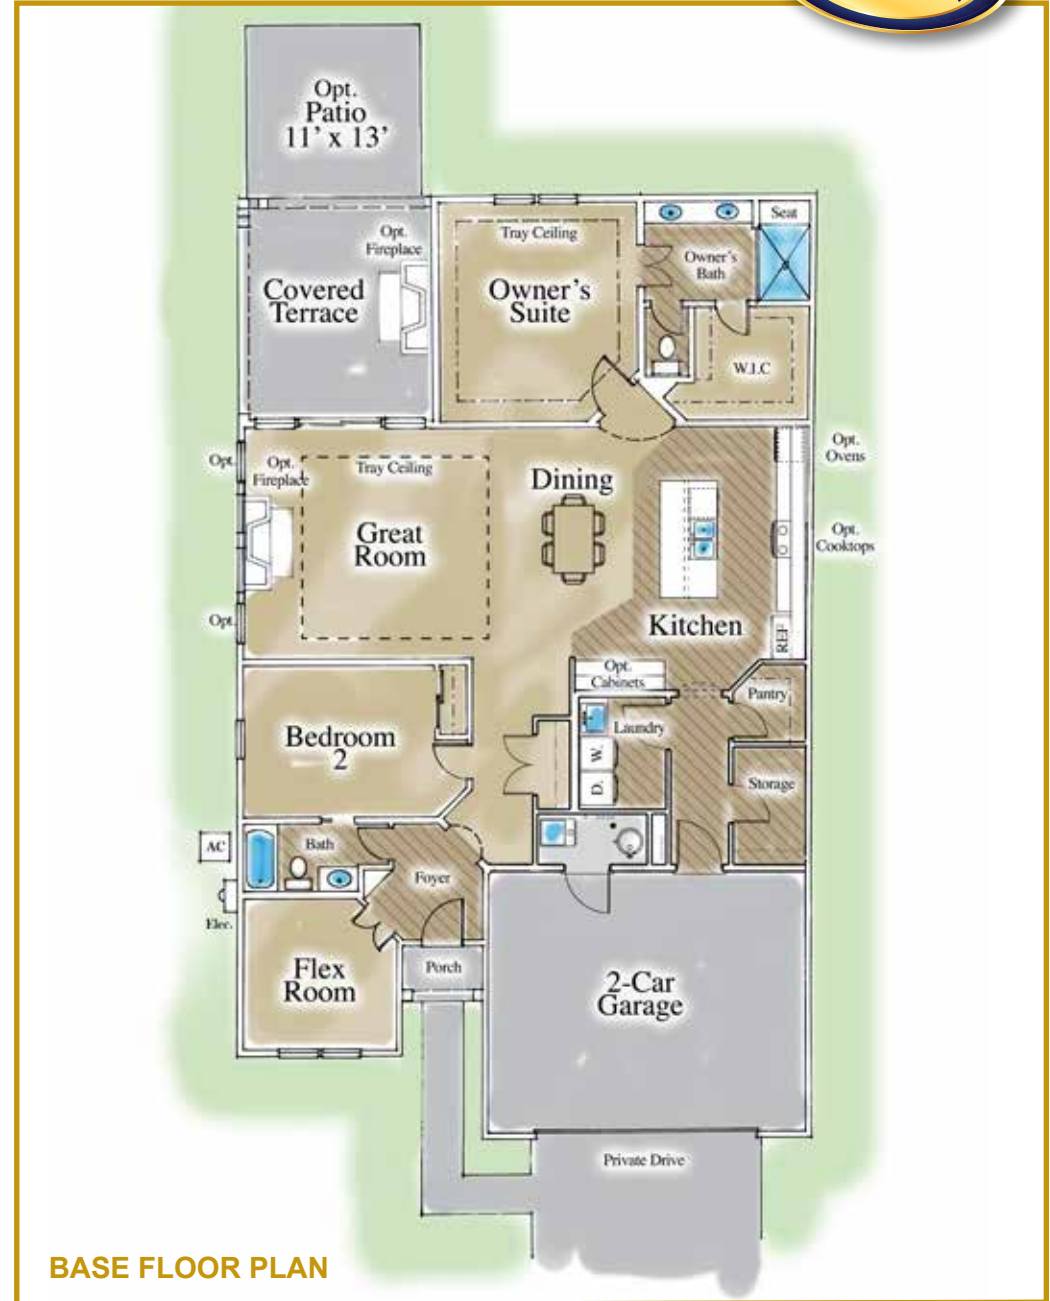 Opt.
Patio
11’ x 13’
Tray Ceiling
Seat
Opt.
Fireplace
Owner’s
Bath
Covered
Terrace
Owner’s
Suite
W.I.C
Opt.
Opt.
Fireplace
Tray Ceiling
Dining
Opt.
Ovens
Great
Room
Opt.
Cooktops
Opt.
Kitchen
REF
Opt.
Cabinets
Pantry
Bedroom
2
Laundry
W.
D.
Storage
AC
Bath
Foyer
Elec.
Flex
Room
Porch
2-Car
Garage
Private Drive
BASE FLOOR PLAN